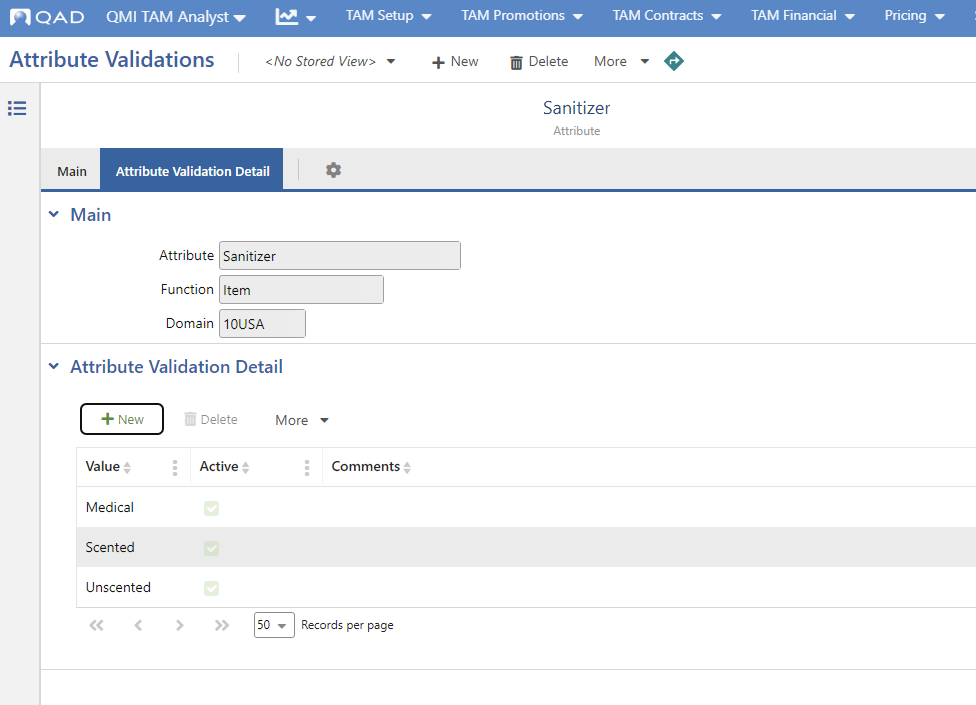 QAD QMI TAM Analyst TAM Setup TAM Promotions TAM Contracts TAM Financial Pricing
Attribute Validations <No Stored View> New Delete More
Sanitizer
Attribute
Main Attribute Validation Detail
Main
Attribute Sanitizer
Function Item
Domain 10USA
Attribute Validation Detail
New Delete More
Value Active Comments
Medical
Scented
Unscented
50 Records per page